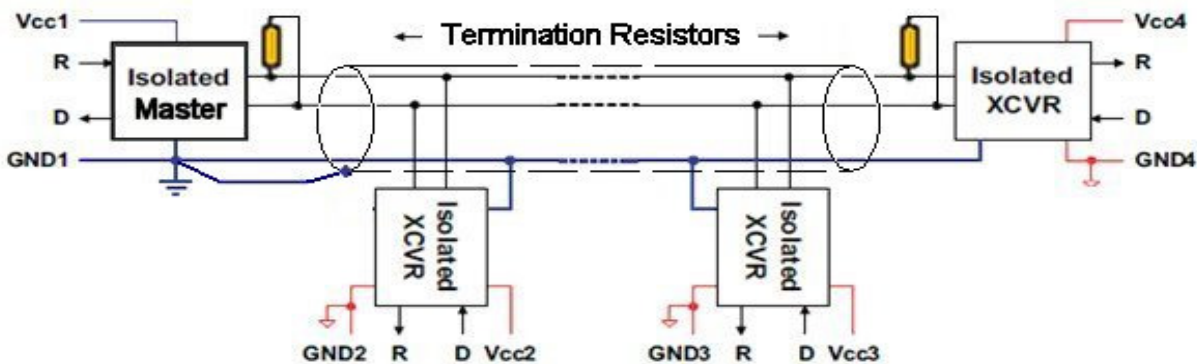 Vcc1
Termination Resistors
Vcc4
R
Isolated
Master
Isolated
XCVR
R
D
D
GND1
GND4
Isolated
XCVR
Isolated
XCVR
GND2
R
D
Vcc2
GND3
R
D
Vcc3